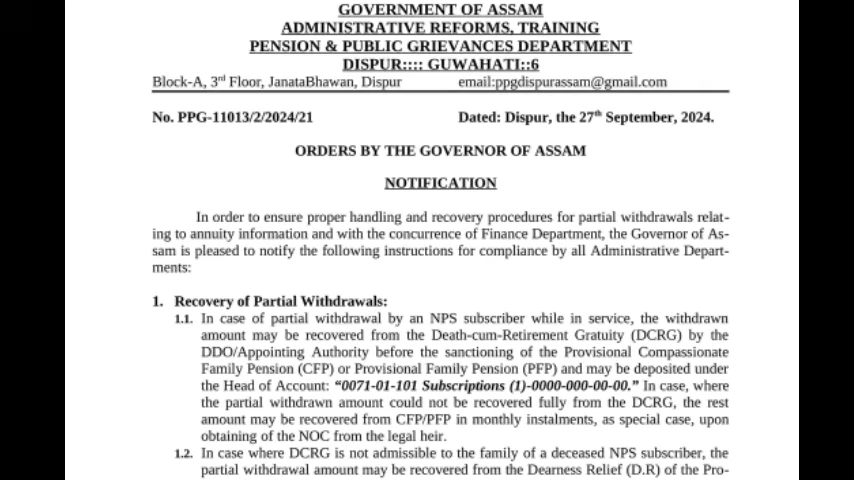 GOVERNMENT OF ASSAM
ADMINISTRATIVE REFORMS, TRAINING
PENSION & PUBLIC GRIEVANCES DEPARTMENT
DISPUR:::: GUWAHATI::6
Block-A, 3rd Floor, JanataBhawan, Dispur email:ppgdispurassam@gmail.com
No. PPG-11013/2/2024/21 Dated: Dispur, the 27th September, 2024.
ORDERS BY THE GOVERNOR OF ASSAM
NOTIFICATION
In order to ensure proper handling and recovery procedures for partial withdrawals relat-
ing to annuity information and with the concurrence of Finance Department, the Governor of As-
sam is pleased to notify the following instructions for compliance by all Administrative Depart-
ments:
1. Recovery of Partial Withdrawals:
1.1. In case of partial withdrawal by an NPS subscriber while in service, the withdrawn
amount may be recovered from the Death-cum-Retirement Gratuity (DCRG) by the
DDO/Appointing Authority before the sanctioning of the Provisional Compassionate
Family Pension (CFP) or Provisional Family Pension (PFP) and may be deposited under
the Head of Account: “0071-01-101 Subscriptions (1)-0000-000-00-00.” In case, where
the partial withdrawn amount could not be recovered fully from the DCRG, the rest
amount may be recovered from CFP/PFP in monthly instalments, as special case, upon
obtaining of the NOC from the legal heir.
1.2. In case where DCRG is not admissible to the family of a deceased NPS subscriber, the
partial withdrawal amount may be recovered from the Dearness Relief (D.R) of the Pro-